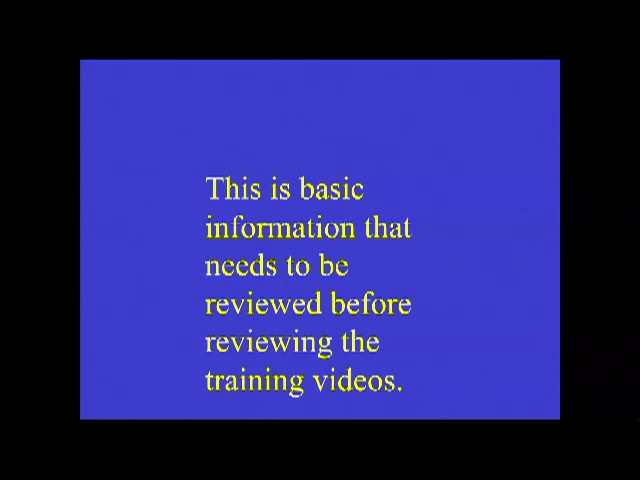 This is basic
information that
needs to be
reviewed before
reviewing the
training videos.